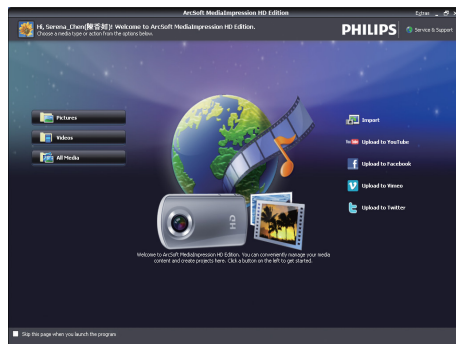 ArcSoft MediaImpression HD Edition
Extras
Hi, Serena_Chen(陳香如)! Welcome to ArcSoft MediaImpression HD Edition.
Choose a media type or action from the options below.
PHILIPS
Service & Support
Pictures
Videos
All Media
Import
Upload to YouTube
Upload to Facebook
Upload to Vimeo
Upload to Twitter
HD
Welcome to ArcSoft MediaImpression HD Edition. You can conveniently manage your media
content and create projects here. Click a button on the left to get started.
Skip this page when you launch the program